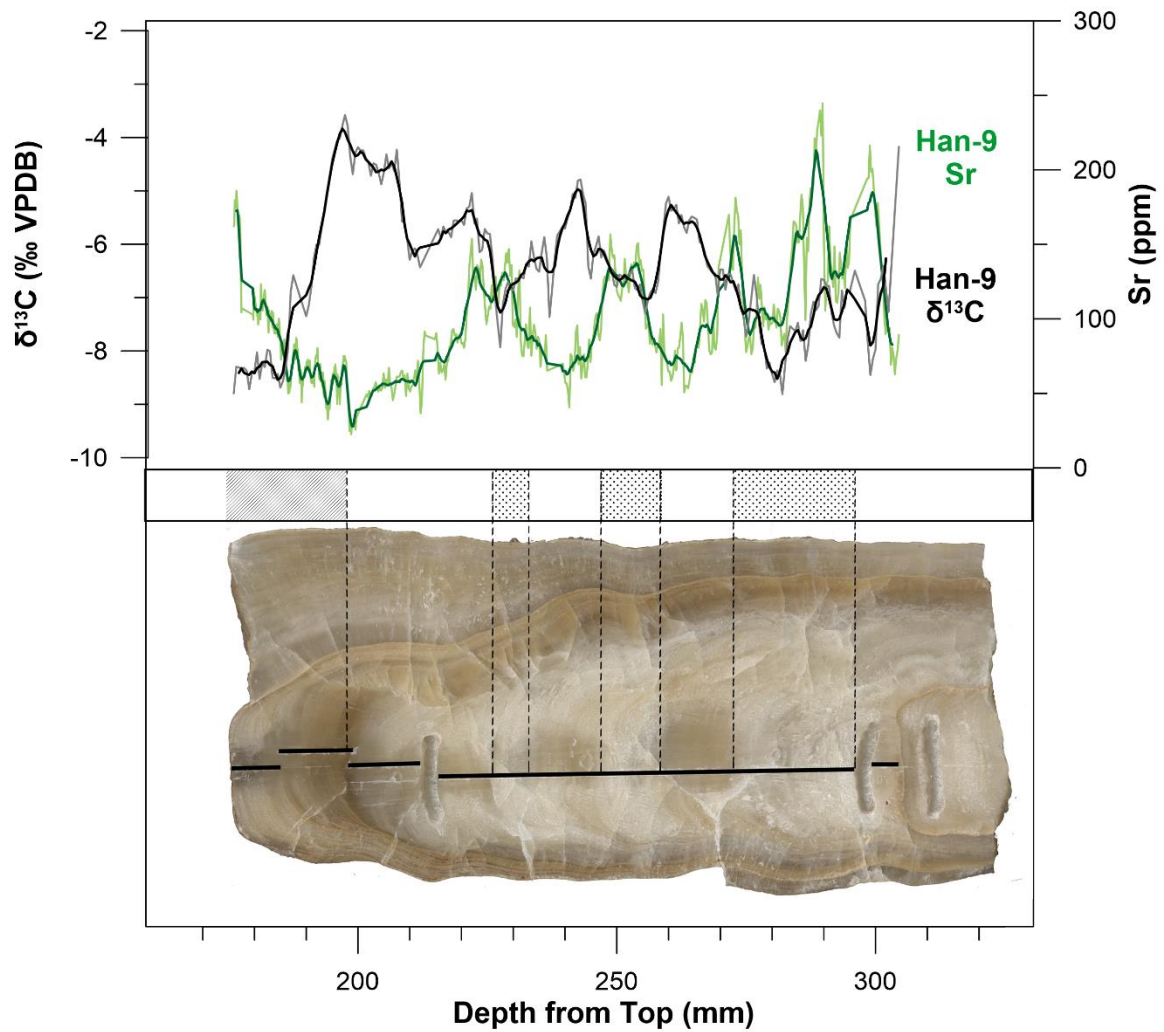 -2
-4
-6
-8
-10
δ¹³C (‰ VPDB)
300
200
100
0
Sr (ppm)
Han-9
Sr
Han-9
δ¹³C
200
250
300
Depth from Top (mm)